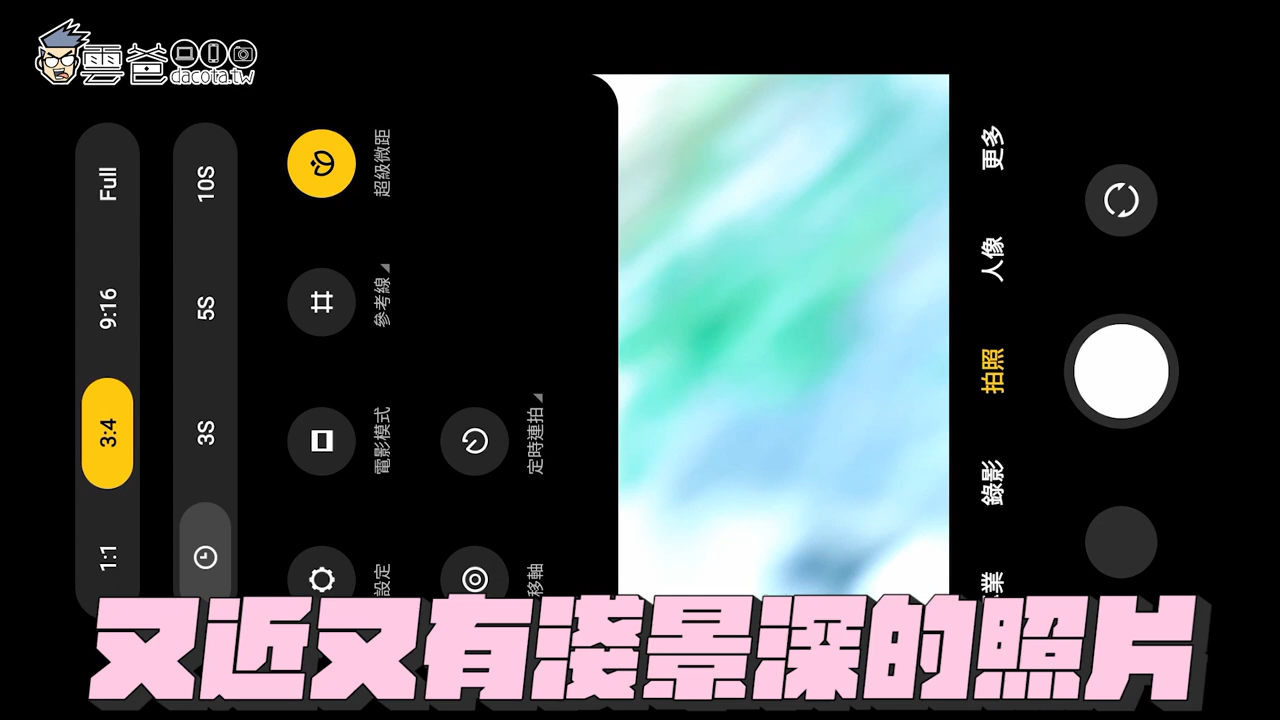 雲爸
dacota.tw
Full
9:16
3:4
1:1
10S
5S
3S
超級微距
參考線
電影模式
設定
定時連拍
移軸
更多
人像
拍照
錄影
業
又近又有淺景深的照片